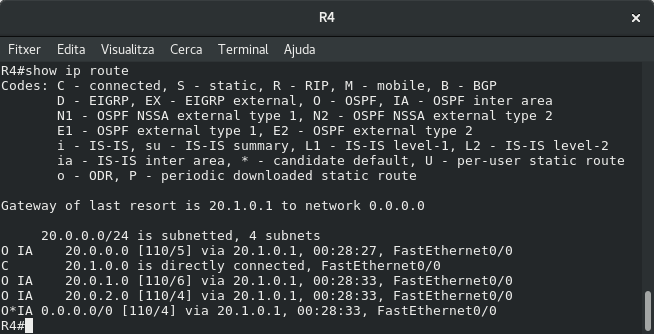 R4
Fitxer Edita Visualitza Cerca Terminal Ajuda
R4#show ip route
Codes: C - connected, S - static, R - RIP, M - mobile, B - BGP
       D - EIGRP, EX - EIGRP external, O - OSPF, IA - OSPF inter area
       N1 - OSPF NSSA external type 1, N2 - OSPF NSSA external type 2
       E1 - OSPF external type 1, E2 - OSPF external type 2
       i - IS-IS, su - IS-IS summary, L1 - IS-IS level-1, L2 - IS-IS level-2
       ia - IS-IS inter area, * - candidate default, U - per-user static route
       o - ODR, P - periodic downloaded static route
Gateway of last resort is 20.1.0.1 to network 0.0.0.0
     20.0.0.0/24 is subnetted, 4 subnets
O IA    20.0.0.0 [110/5] via 20.1.0.1, 00:28:27, FastEthernet0/0
C       20.1.0.0 is directly connected, FastEthernet0/0
O IA    20.0.1.0 [110/6] via 20.1.0.1, 00:28:33, FastEthernet0/0
O IA    20.0.2.0 [110/4] via 20.1.0.1, 00:28:33, FastEthernet0/0
O*IA 0.0.0.0/0 [110/4] via 20.1.0.1, 00:28:33, FastEthernet0/0
R4#